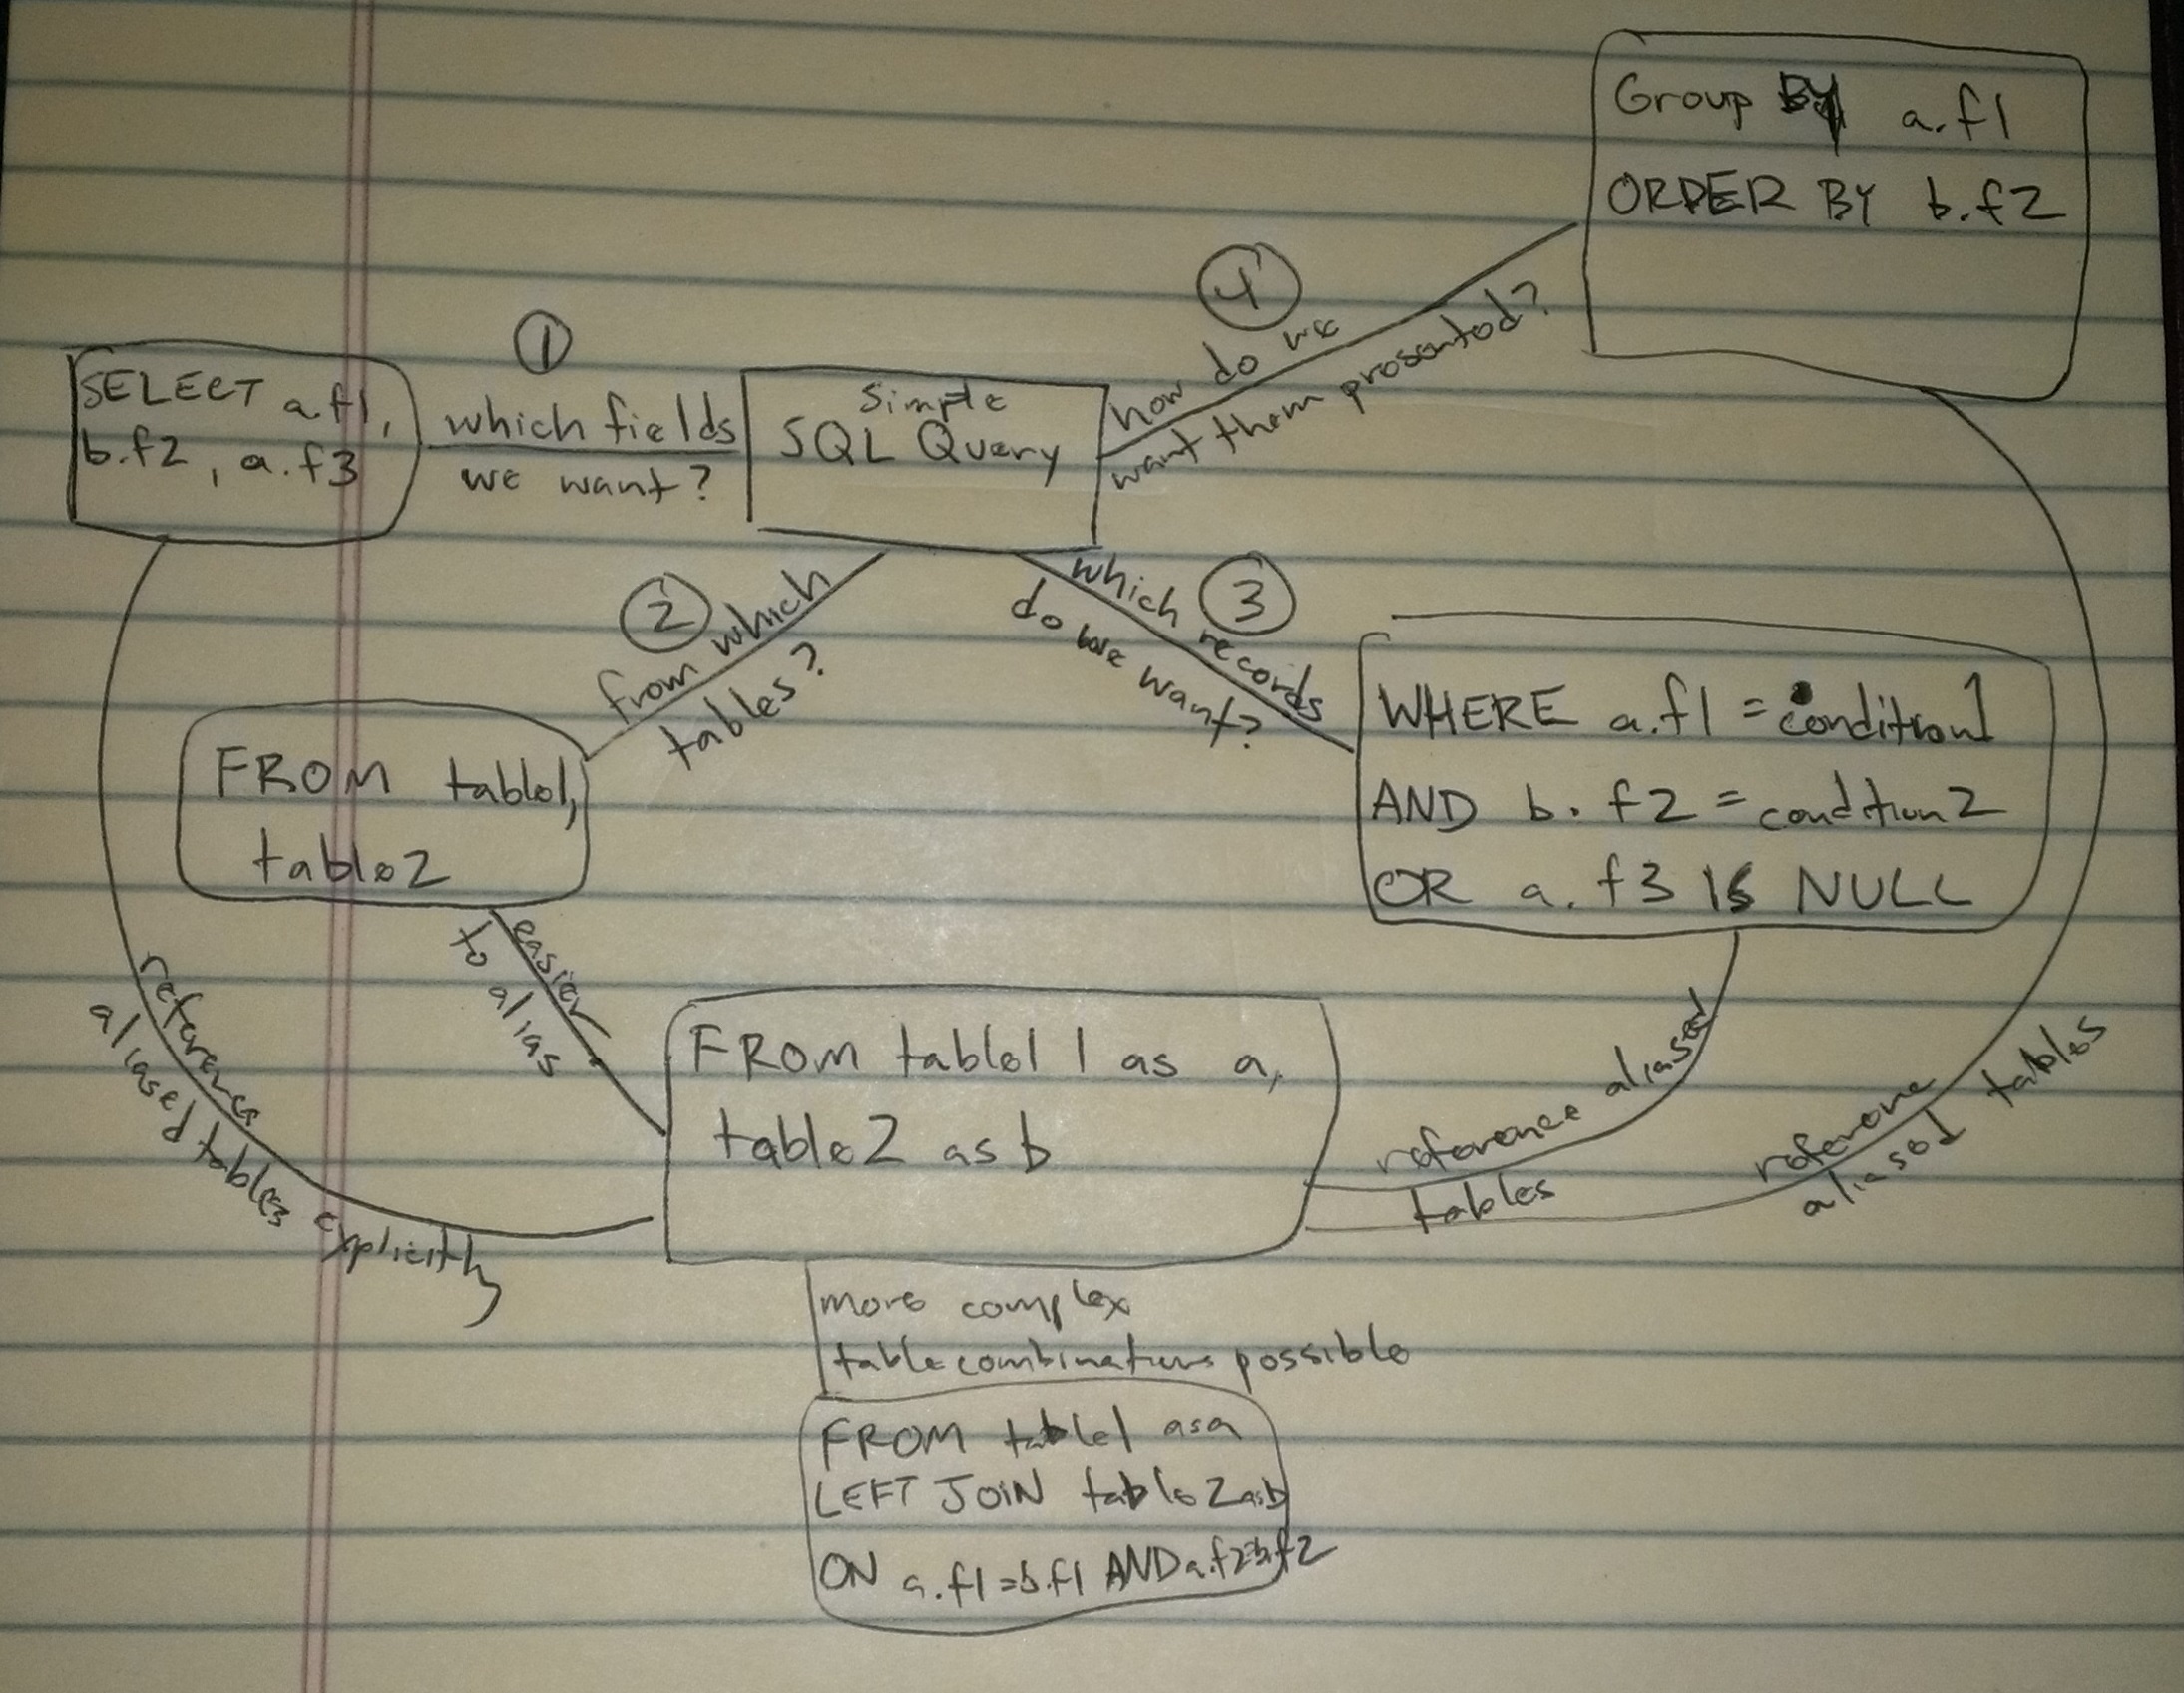 Group BY a.f1
ORDER BY b.f2
4
how do we
want them presented?
1
SELECT a.f1,
b.f2, a.f3
which fields
we want?
Simple
SQL Query
2
from which
tables?
3
which records
do we want?
FROM table1,
table2
WHERE a.f1 = condition1
AND b.f2 = condition2
OR a.f3 IS NULL
easier
to alias
reference
aliased tables explicitly
FROM table1 1 as a,
table2 as b
reference aliased
tables
reference
aliased tables
more complex
table combinations possible
FROM table1 as a
LEFT JOIN table2 as b
ON a.f1 = b.f1 AND a.f2=b.f2